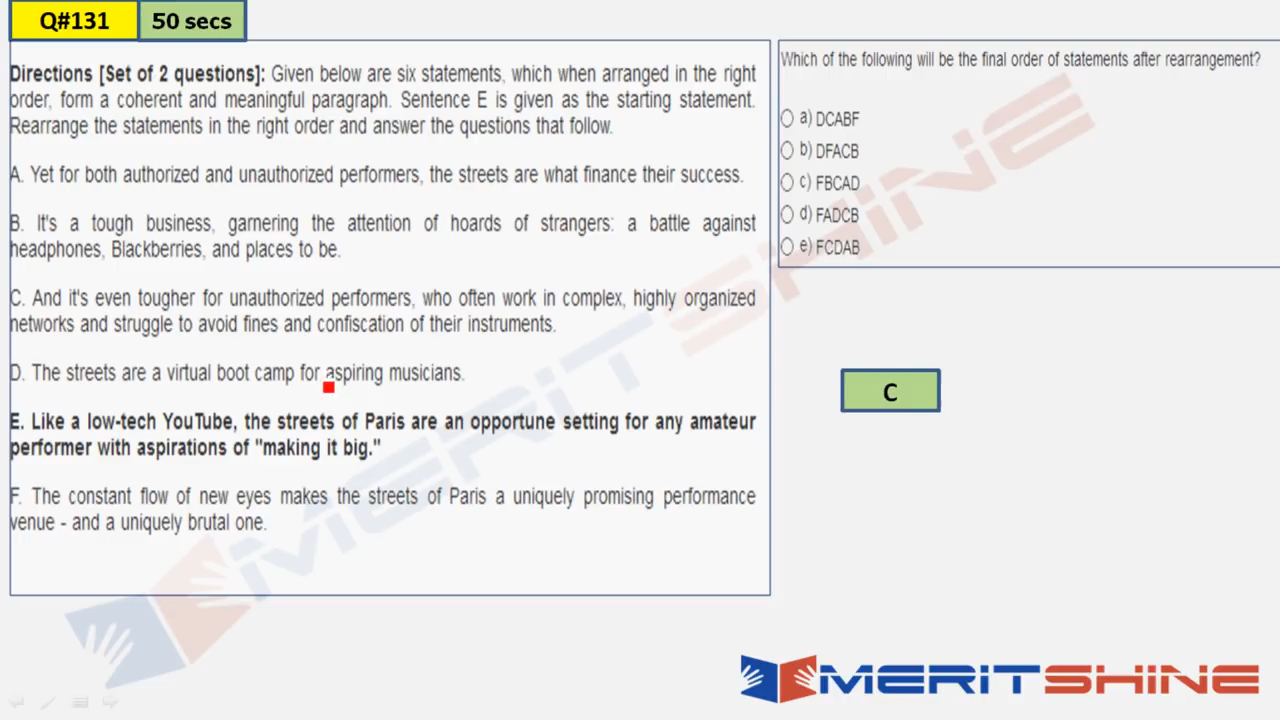 Q#131
50 secs
Directions [Set of 2 questions]: Given below are six statements, which when arranged in the right
order, form a coherent and meaningful paragraph. Sentence E is given as the starting statement.
Rearrange the statements in the right order and answer the questions that follow.
A. Yet for both authorized and unauthorized performers, the streets are what finance their success.
B. It's a tough business, garnering the attention of hoards of strangers: a battle against
headphones, Blackberries, and places to be.
C. And it's even tougher for unauthorized performers, who often work in complex, highly organized
networks and struggle to avoid fines and confiscation of their instruments.
D. The streets are a virtual boot camp for aspiring musicians.
E. Like a low-tech YouTube, the streets of Paris are an opportune setting for any amateur
performer with aspirations of "making it big."
F. The constant flow of new eyes makes the streets of Paris a uniquely promising performance
venue - and a uniquely brutal one.
Which of the following will be the final order of statements after rearrangement?
a) DCABF
b) DFACB
c) FBCAD
d) FADCB
e) FCDAB
C
MERITSHINE
MERITSHINE